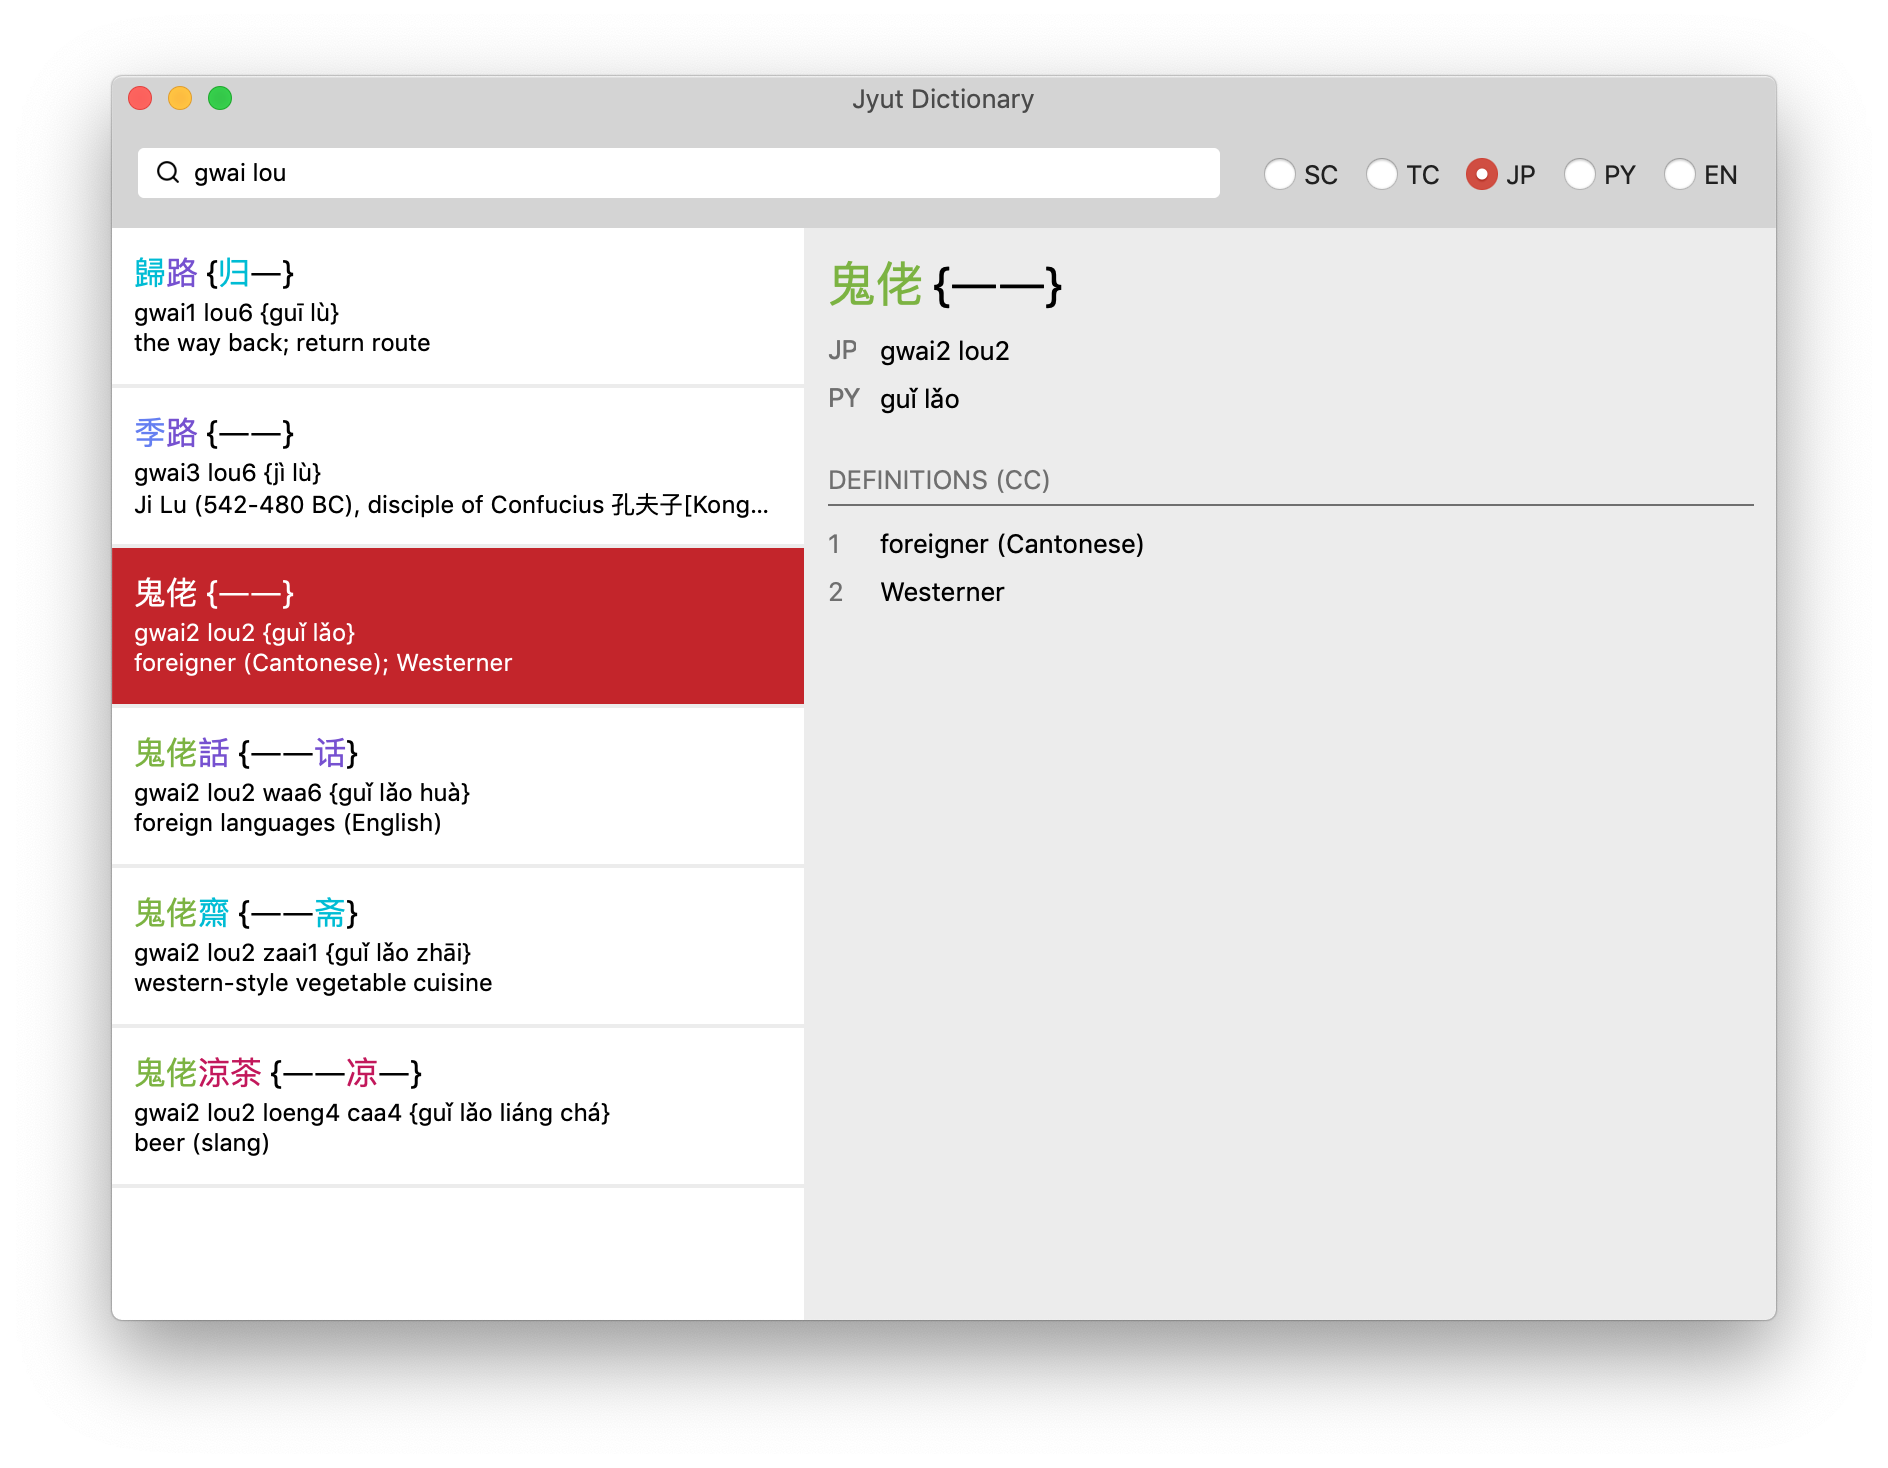 Jyut Dictionary
gwai lou
SC TC JP PY EN
歸路 {归—}
gwai1 lou6 {guī lù}
the way back; return route
季路 {——}
gwai3 lou6 {jì lù}
Ji Lu (542-480 BC), disciple of Confucius 孔夫子[Kong...
鬼佬 {——}
gwai2 lou2 {guǐ lǎo}
foreigner (Cantonese); Westerner
鬼佬話 {——话}
gwai2 lou2 waa6 {guǐ lǎo huà}
foreign languages (English)
鬼佬齋 {——斋}
gwai2 lou2 zaai1 {guǐ lǎo zhāi}
western-style vegetable cuisine
鬼佬涼茶 {——凉—}
gwai2 lou2 loeng4 caa4 {guǐ lǎo liáng chá}
beer (slang)
鬼佬 {——}
JP gwai2 lou2
PY guǐ lǎo
DEFINITIONS (CC)
1 foreigner (Cantonese)
2 Westerner